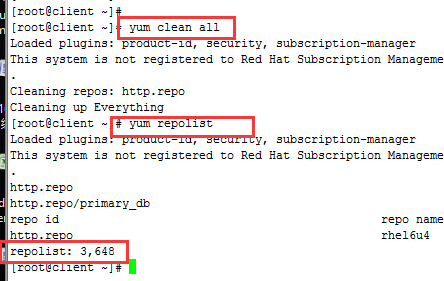 [root@client ~]#
[root@client ~]# yum clean all
Loaded plugins: product-id, security, subscription-manager
This system is not registered to Red Hat Subscription Manageme
.
Cleaning repos: http.repo
Cleaning up Everything
[root@client ~]# yum repolist
Loaded plugins: product-id, security, subscription-manager
This system is not registered to Red Hat Subscription Manageme
.
http.repo
http.repo/primary_db
repo id repo name
http.repo rhel6u4
repolist: 3,648
[root@client ~]#